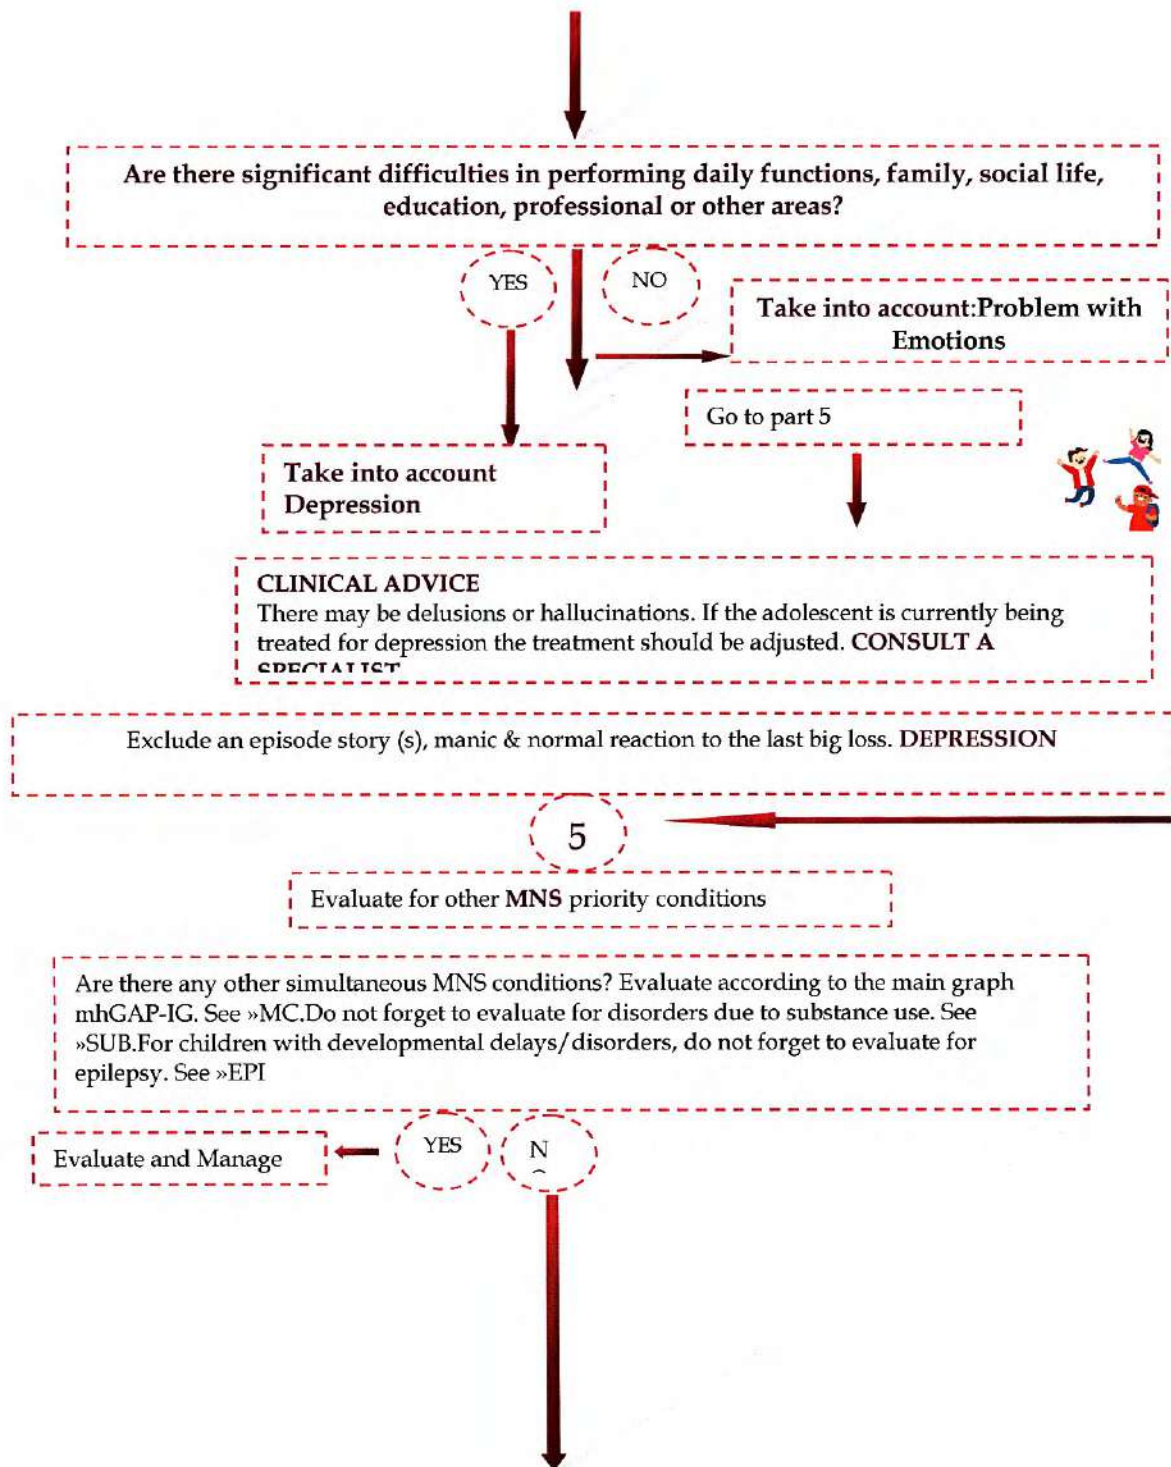 Are there significant difficulties in performing daily functions, family, social life,
education, professional or other areas?
YES
NO
Take into account:Problem with
Emotions
Go to part 5
Take into account
Depression
CLINICAL ADVICE
There may be delusions or hallucinations. If the adolescent is currently being
treated for depression the treatment should be adjusted. CONSULT A
SPECIALIST
Exclude an episode story (s), manic & normal reaction to the last big loss. DEPRESSION
5
Evaluate for other MNS priority conditions
Are there any other simultaneous MNS conditions? Evaluate according to the main graph
mhGAP-IG. See »MC.Do not forget to evaluate for disorders due to substance use. See
»SUB.For children with developmental delays/disorders, do not forget to evaluate for
epilepsy. See »EPI
Evaluate and Manage
YES
N